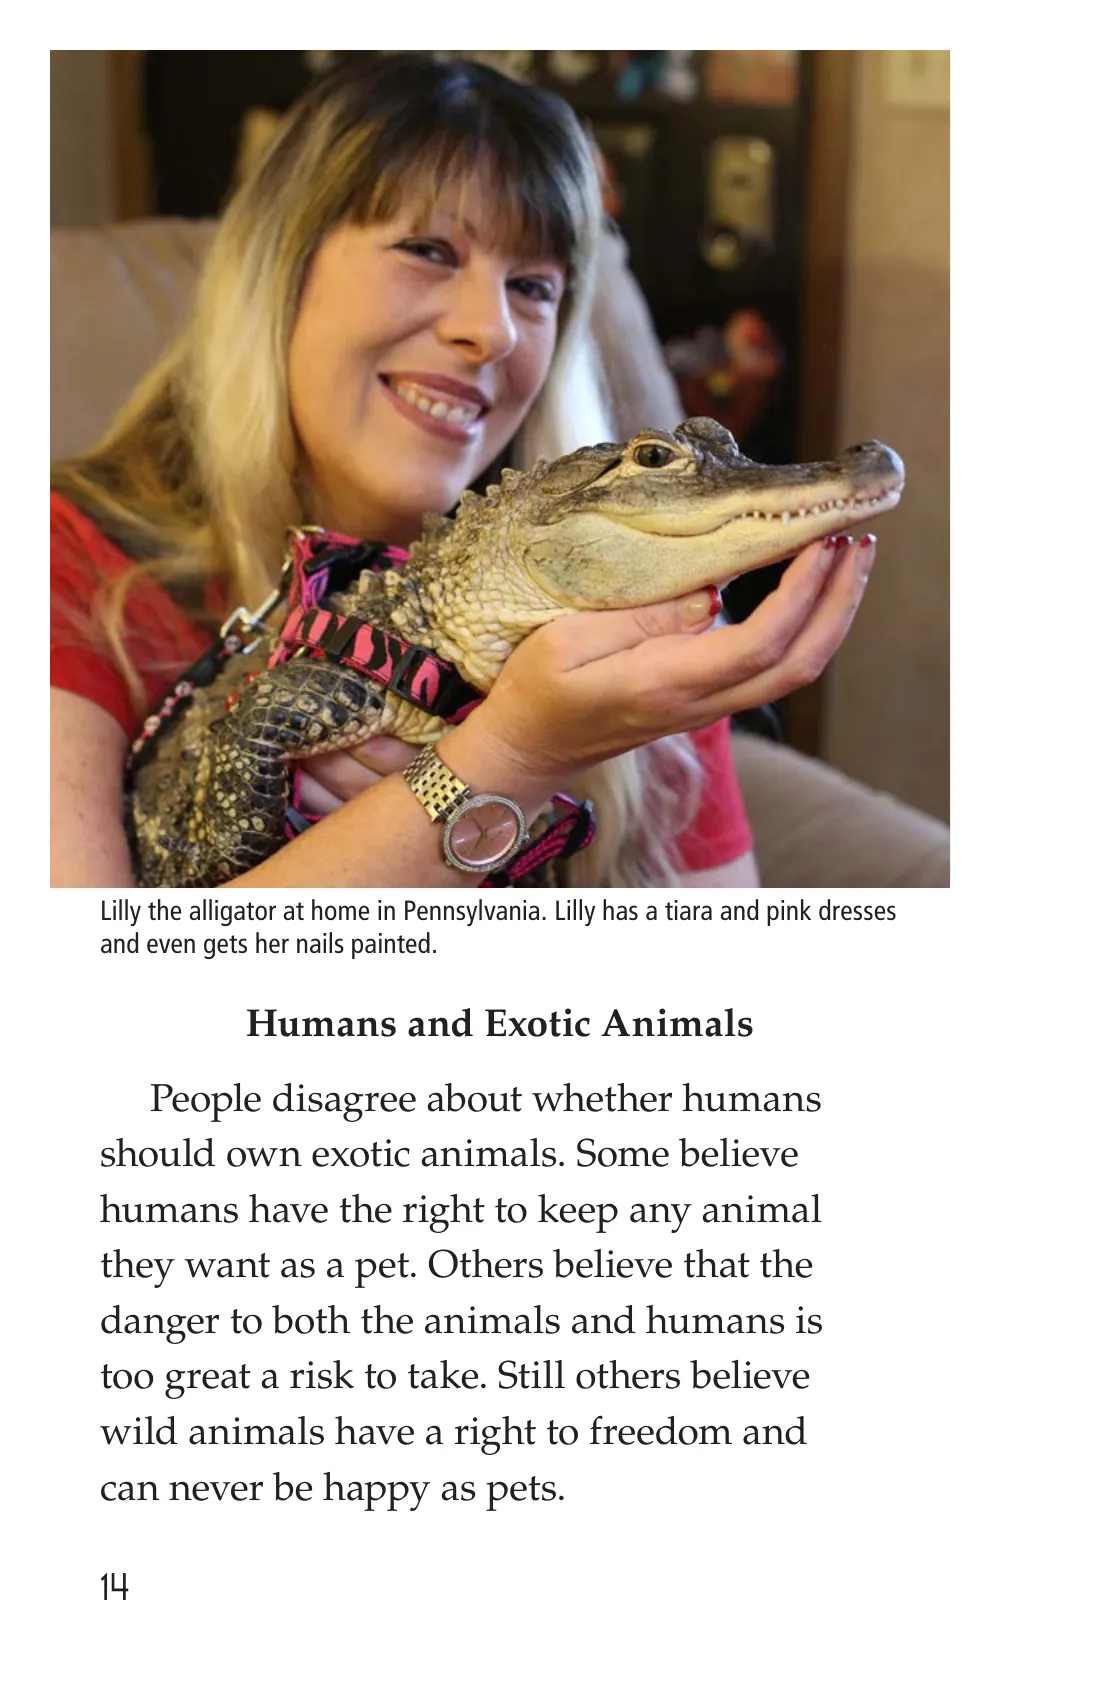 Lilly the alligator at home in Pennsylvania. Lilly has a tiara and pink dresses
and even gets her nails painted.
Humans and Exotic Animals
People disagree about whether humans
should own exotic animals. Some believe
humans have the right to keep any animal
they want as a pet. Others believe that the
danger to both the animals and humans is
too great a risk to take. Still others believe
wild animals have a right to freedom and
can never be happy as pets.
14